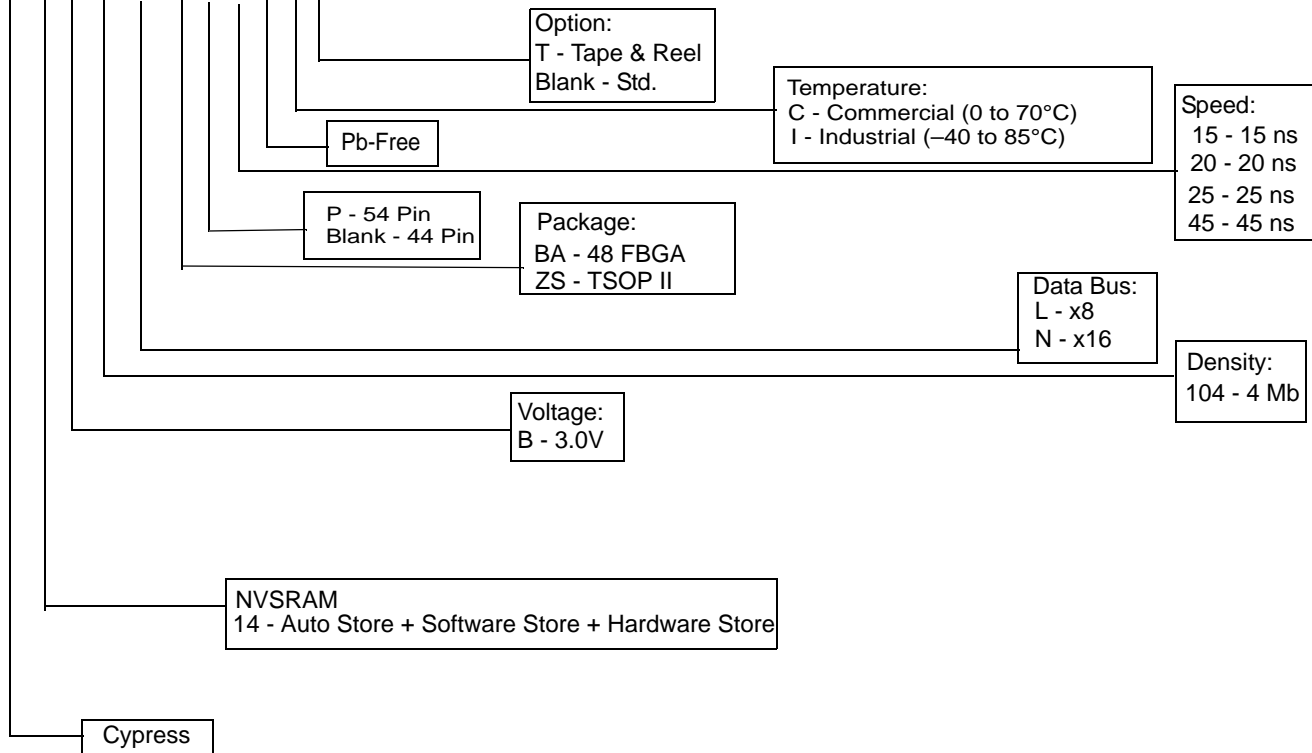 Option:
T - Tape & Reel
Blank - Std.
Temperature:
C - Commercial (0 to 70°C)
I - Industrial (–40 to 85°C)
Speed:
15 - 15 ns
20 - 20 ns
25 - 25 ns
45 - 45 ns
Pb-Free
P - 54 Pin
Blank - 44 Pin
Package:
BA - 48 FBGA
ZS - TSOP II
Data Bus:
L - x8
N - x16
Density:
104 - 4 Mb
Voltage:
B - 3.0V
NVSRAM
14 - Auto Store + Software Store + Hardware Store
Cypress